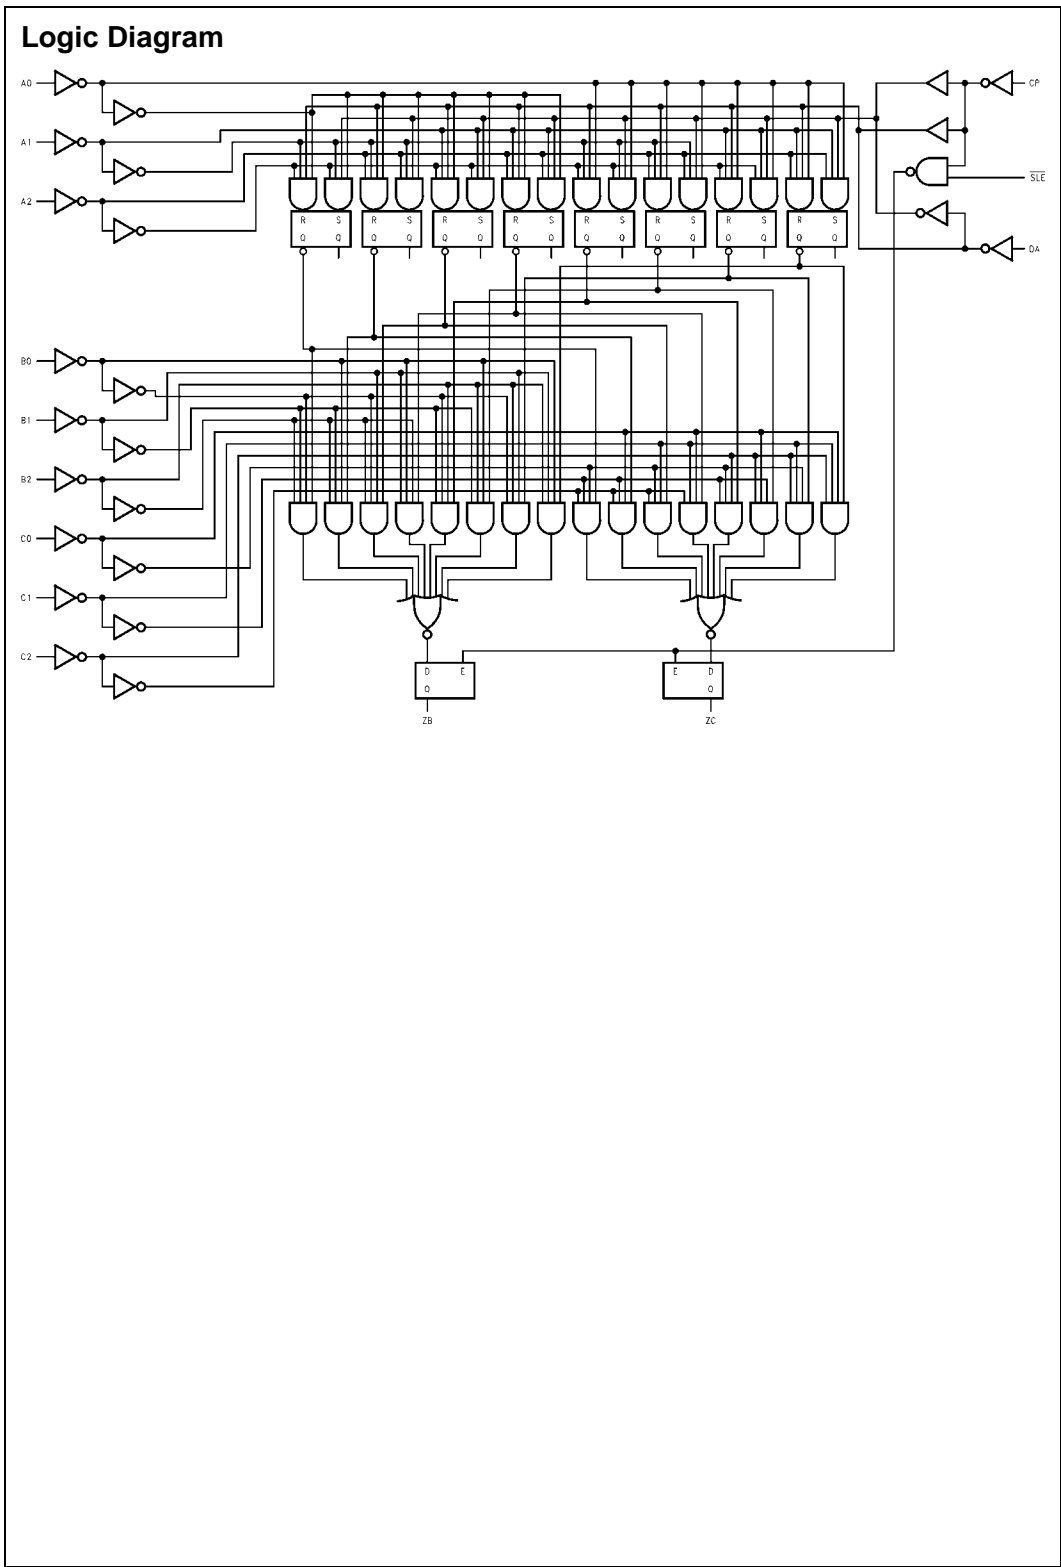 Logic Diagram
A0
CP
A1
SLE
A2
R S R S R S R S R S R S R S R S
Q Q Q Q Q Q Q Q Q Q Q Q Q Q Q Q
DA
B0
B1
B2
C0
C1
C2
D E E D
Q Q
ZB ZC